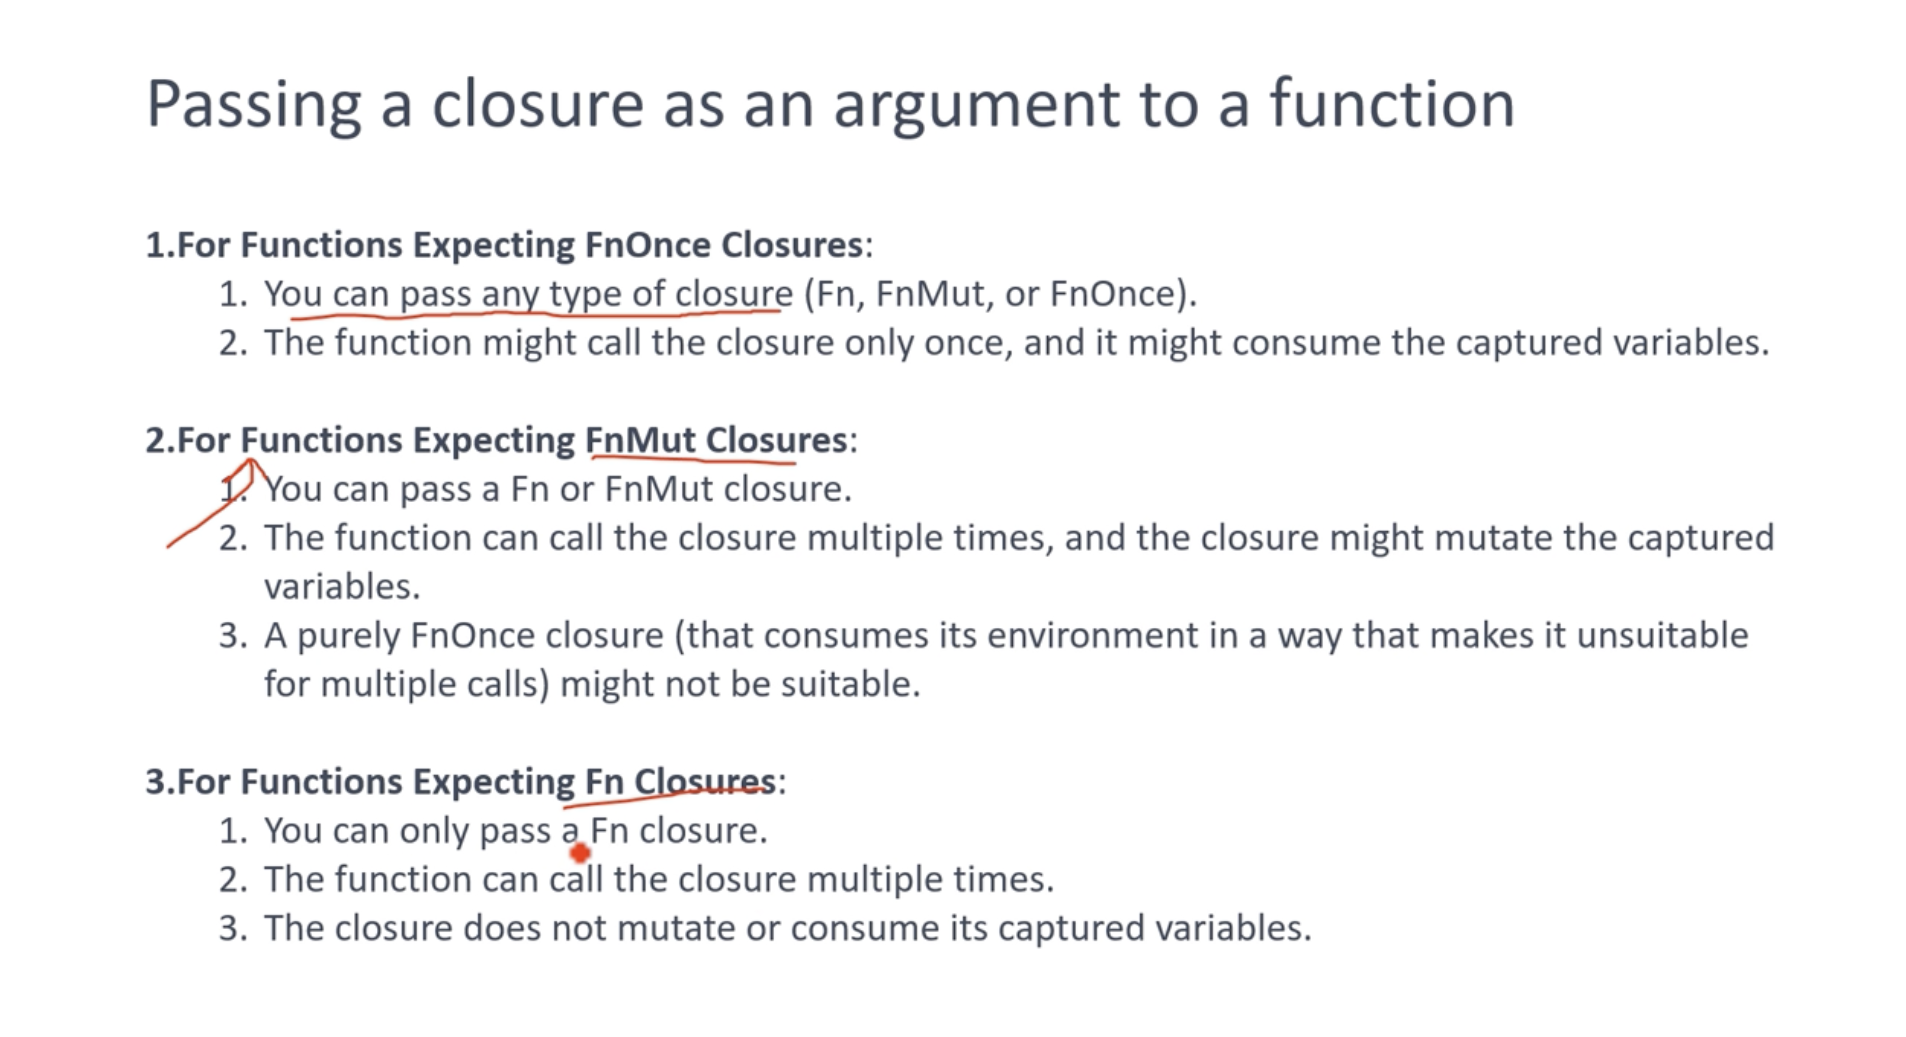 Passing a closure as an argument to a function
1.For Functions Expecting FnOnce Closures:
1. You can pass any type of closure (Fn, FnMut, or FnOnce).
2. The function might call the closure only once, and it might consume the captured variables.
2.For Functions Expecting FnMut Closures:
1. You can pass a Fn or FnMut closure.
2. The function can call the closure multiple times, and the closure might mutate the captured
variables.
3. A purely FnOnce closure (that consumes its environment in a way that makes it unsuitable
for multiple calls) might not be suitable.
3.For Functions Expecting Fn Closures:
1. You can only pass a Fn closure.
2. The function can call the closure multiple times.
3. The closure does not mutate or consume its captured variables.